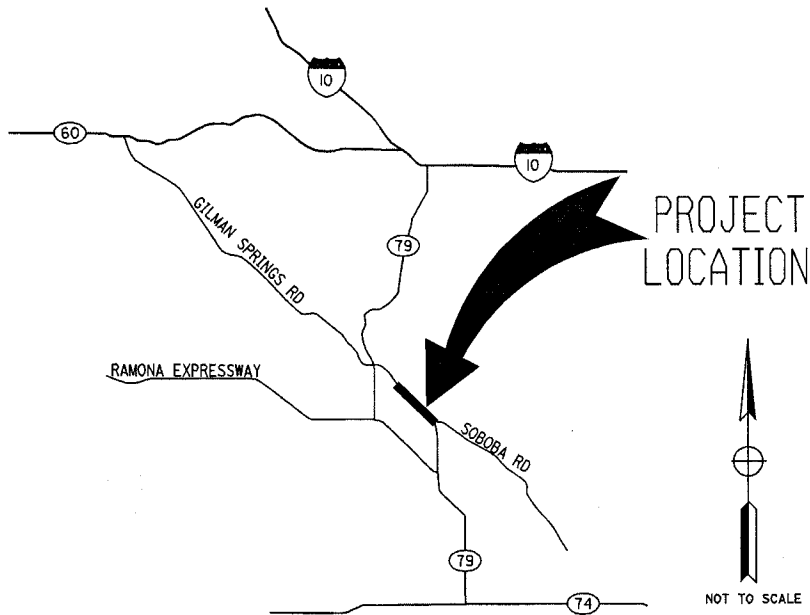 10
60
10
GILMAN SPRINGS RD
PROJECT
LOCATION
79
RAMONA EXPRESSWAY
SOBOBA RD
79
74
NOT TO SCALE